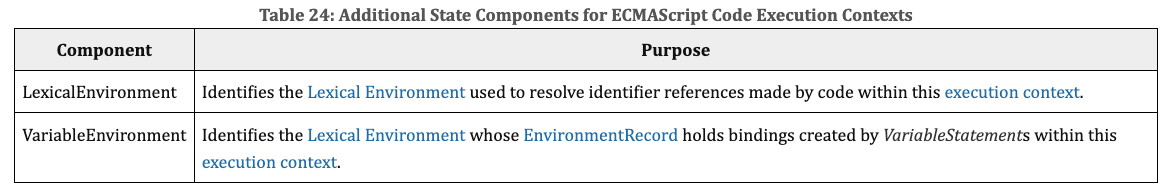 Table 24: Additional State Components for ECMAScript Code Execution Contexts
Component Purpose
LexicalEnvironment Identifies the Lexical Environment used to resolve identifier references made by code within this execution context.
VariableEnvironment Identifies the Lexical Environment whose EnvironmentRecord holds bindings created by VariableStatements within this
execution context.